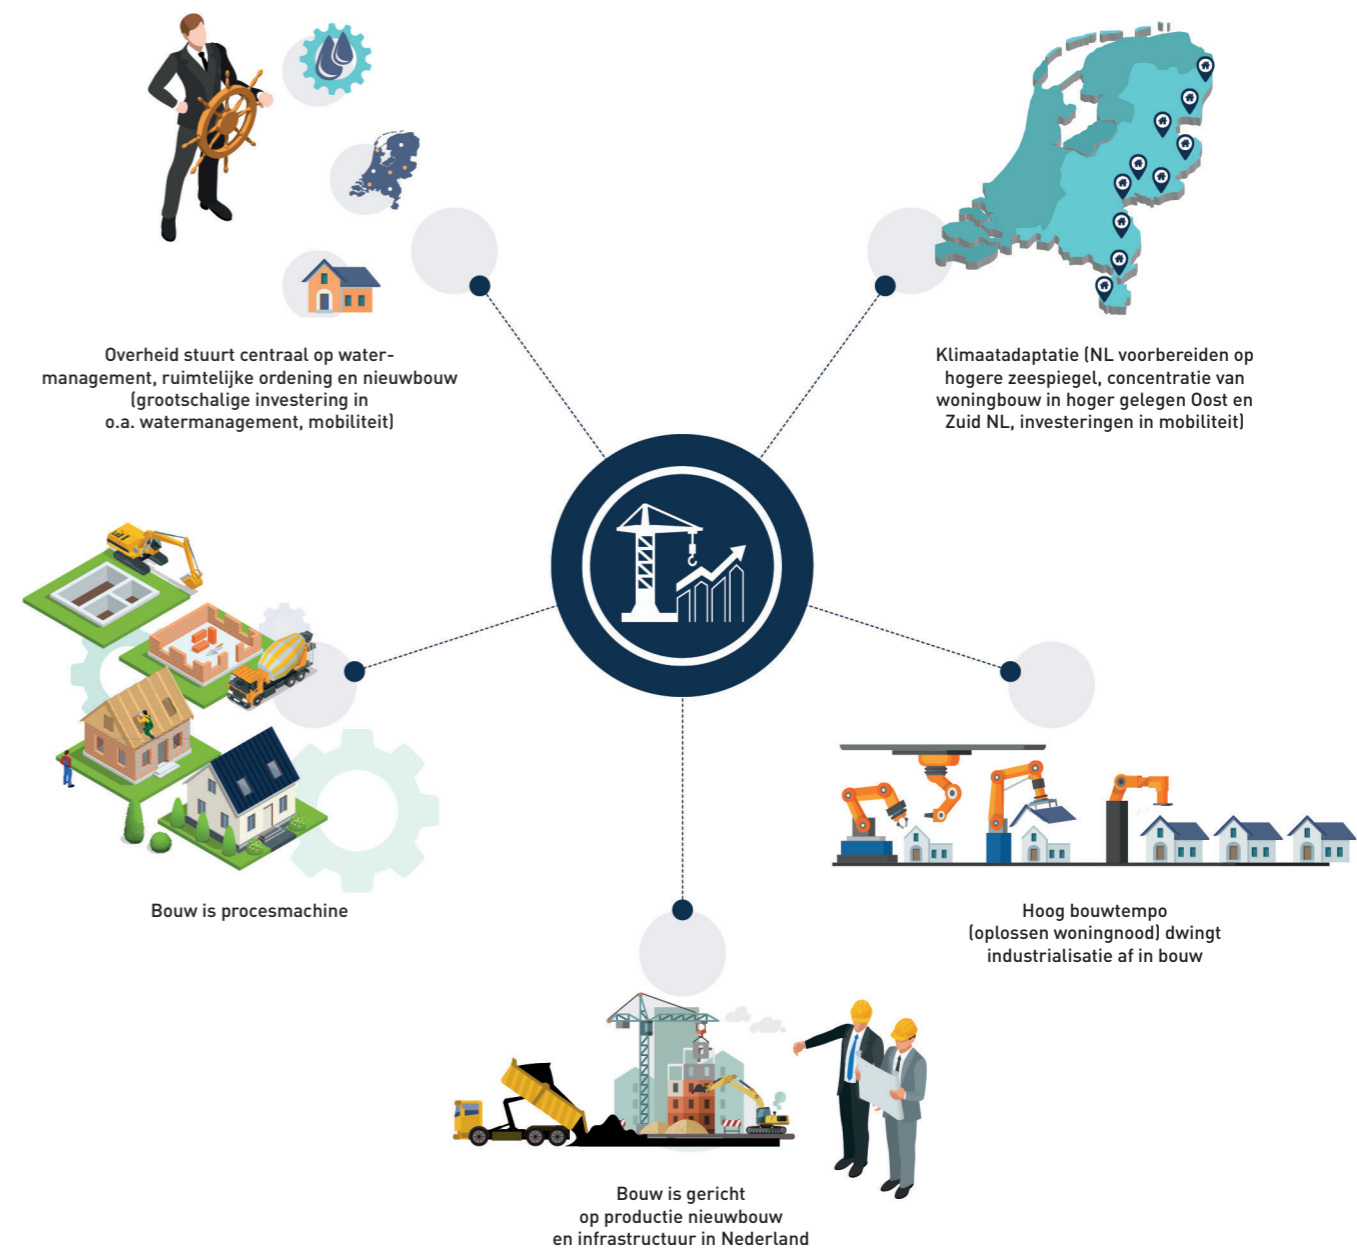 Overheid stuurt centraal op water-
management, ruimtelijke ordening en nieuwbouw
(grootschalige investering in
o.a. watermanagement, mobiliteit)
Klimaatadaptatie (NL voorbereiden op
hogere zeespiegel, concentratie van
woningbouw in hoger gelegen Oost en
Zuid NL, investeringen in mobiliteit)
Bouw is procesmachine
Hoog bouwtempo
(oplossen woningnood) dwingt
industrialisatie af in bouw
Bouw is gericht
op productie nieuwbouw
en infrastructuur in Nederland